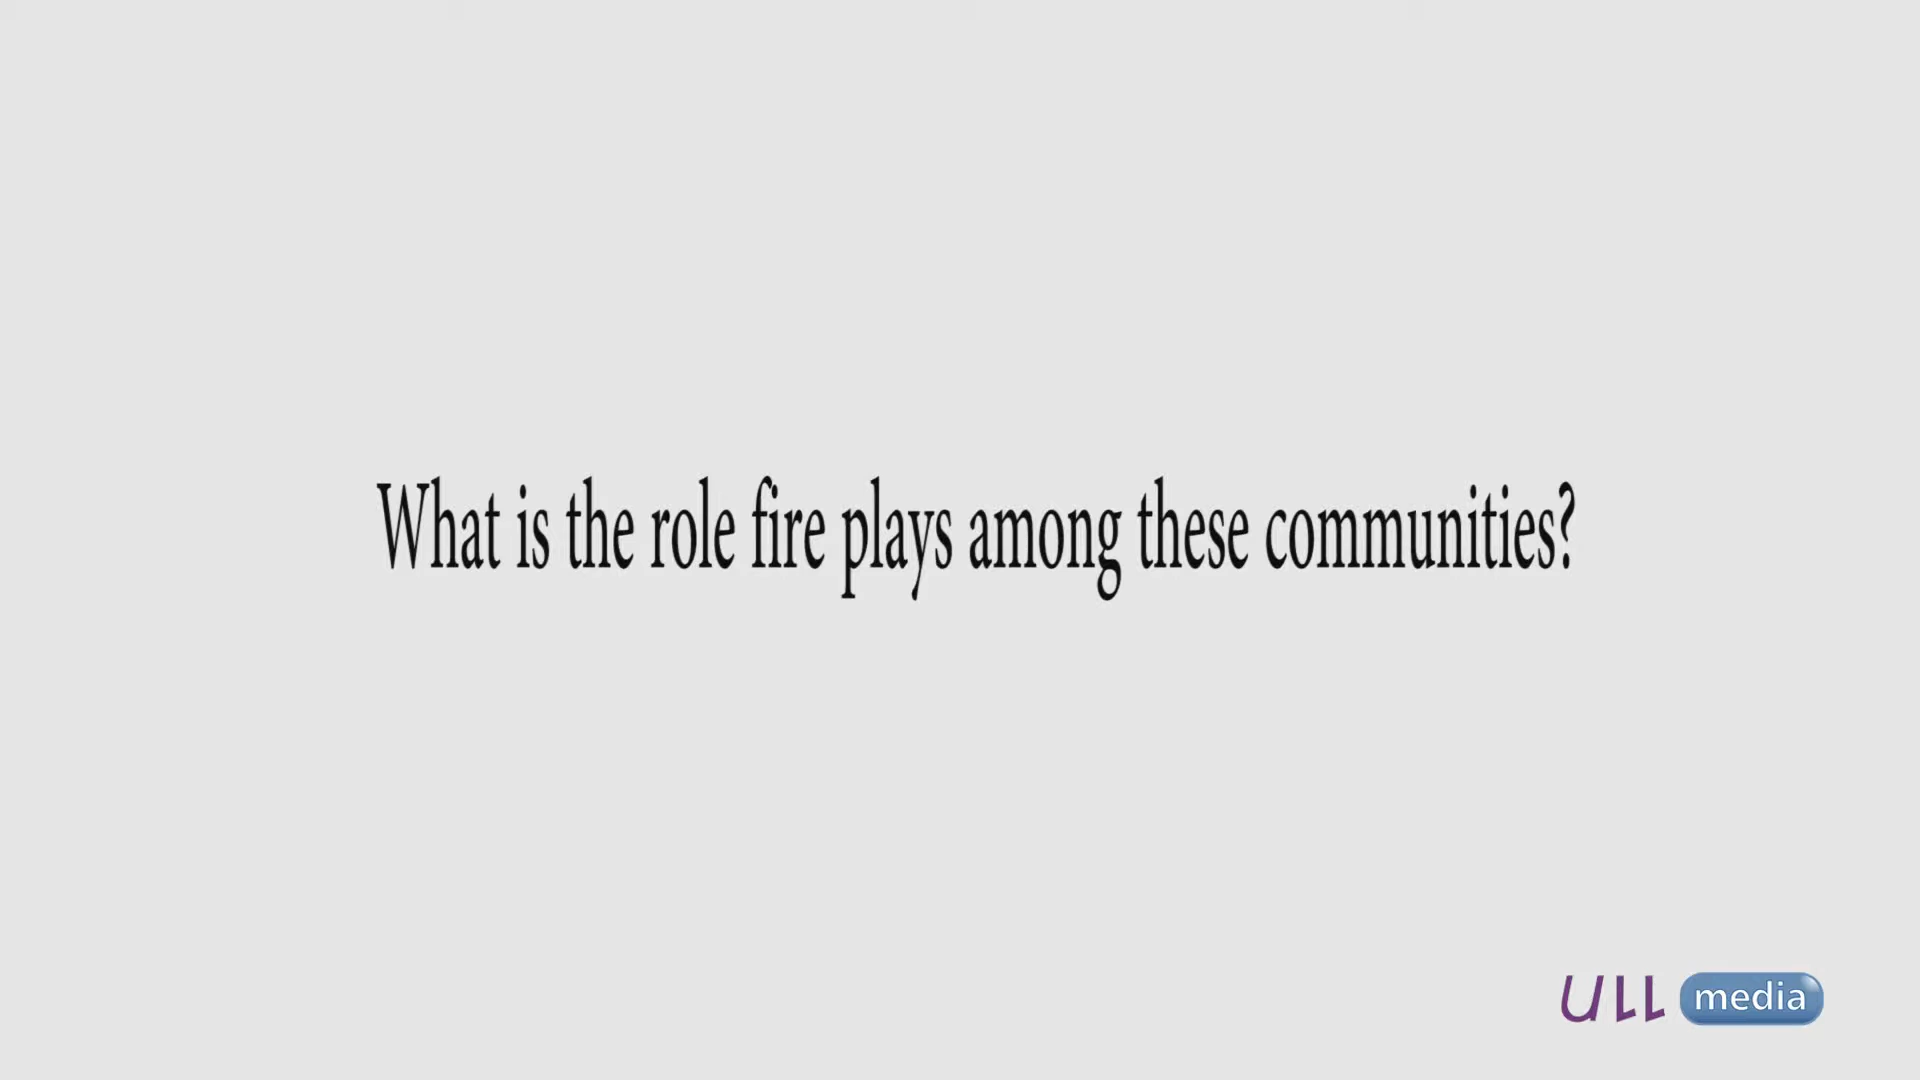 What is the role fire plays among these communities?
ULL media